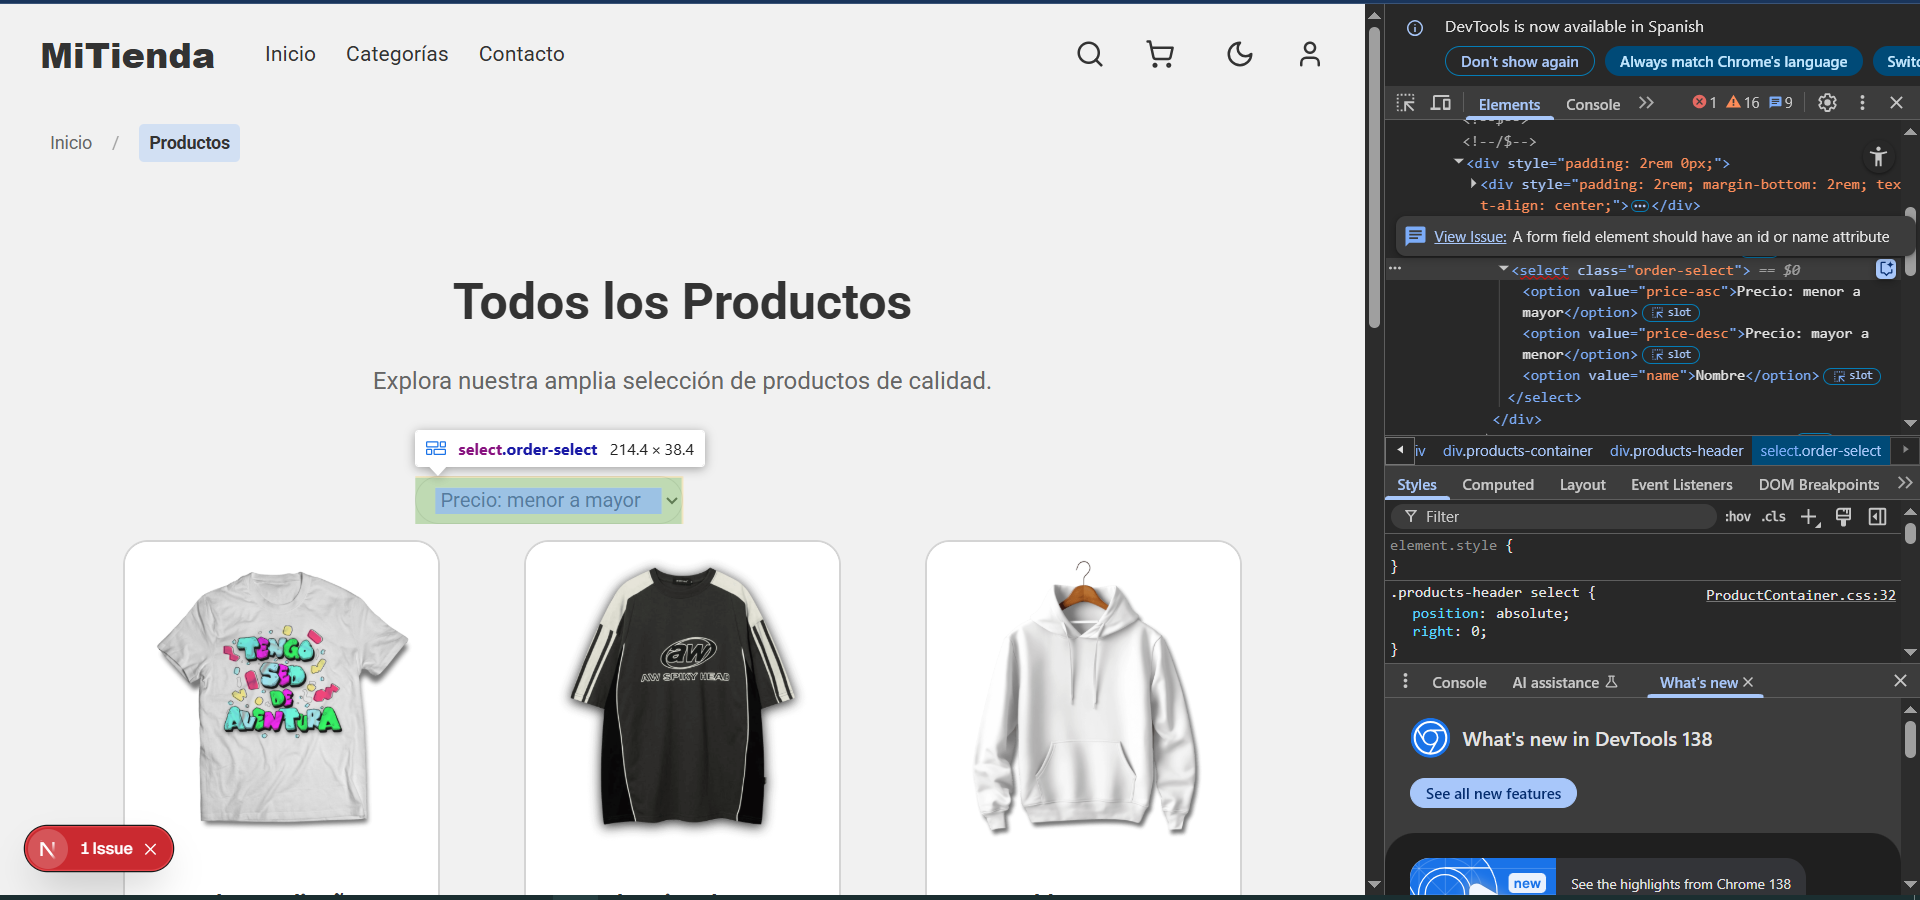 MiTienda
Inicio
Categorías
Contacto
Inicio / Productos
Todos los Productos
Explora nuestra amplia selección de productos de calidad.
select.order-select 214.4 × 38.4
Precio: menor a mayor
TENGO
SED
DE
AVENTURA
aw
AW SPIKY HEAD
N 1 Issue
DevTools is now available in Spanish
Don't show again
Always match Chrome's language
Elements
Console
1
16
9
<!--$-->
<!--/$-->
<div style="padding: 2rem 0px;">
<div style="padding: 2rem; margin-bottom: 2rem; tex
t-align: center;"> ⋯ </div>
View Issue: A form field element should have an id or name attribute
<select class="order-select"> == $0
<option value="price-asc">Precio: menor a
mayor</option> slot
<option value="price-desc">Precio: mayor a
menor</option> slot
<option value="name">Nombre</option> slot
</select>
</div>
iv div.products-container div.products-header select.order-select
Styles Computed Layout Event Listeners DOM Breakpoints
Filter :hov .cls
element.style {
}
.products-header select { ProductContainer.css:32
position: absolute;
right: 0;
}
Console AI assistance What's new
What's new in DevTools 138
See all new features
new
See the highlights from Chrome 138